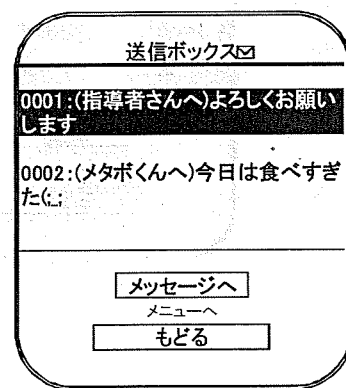 送信ボックス✉
0001:(指導者さんへ)よろしくお願い
します
0002:(メタボくんへ)今日は食べすぎ
た(;_;
メッセージへ
メニューへ
もどる